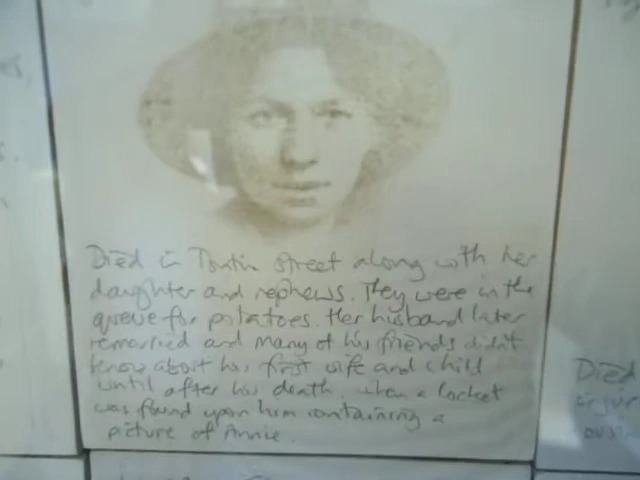 Died in Tontin street along with her
daughter and nephews. They were in the
queue for potatoes. Her husband later
remarried and many of his friends didn't
know about his first wife and child
until after his death, when a locket
was found upon him containing a
picture of Annie.
Died